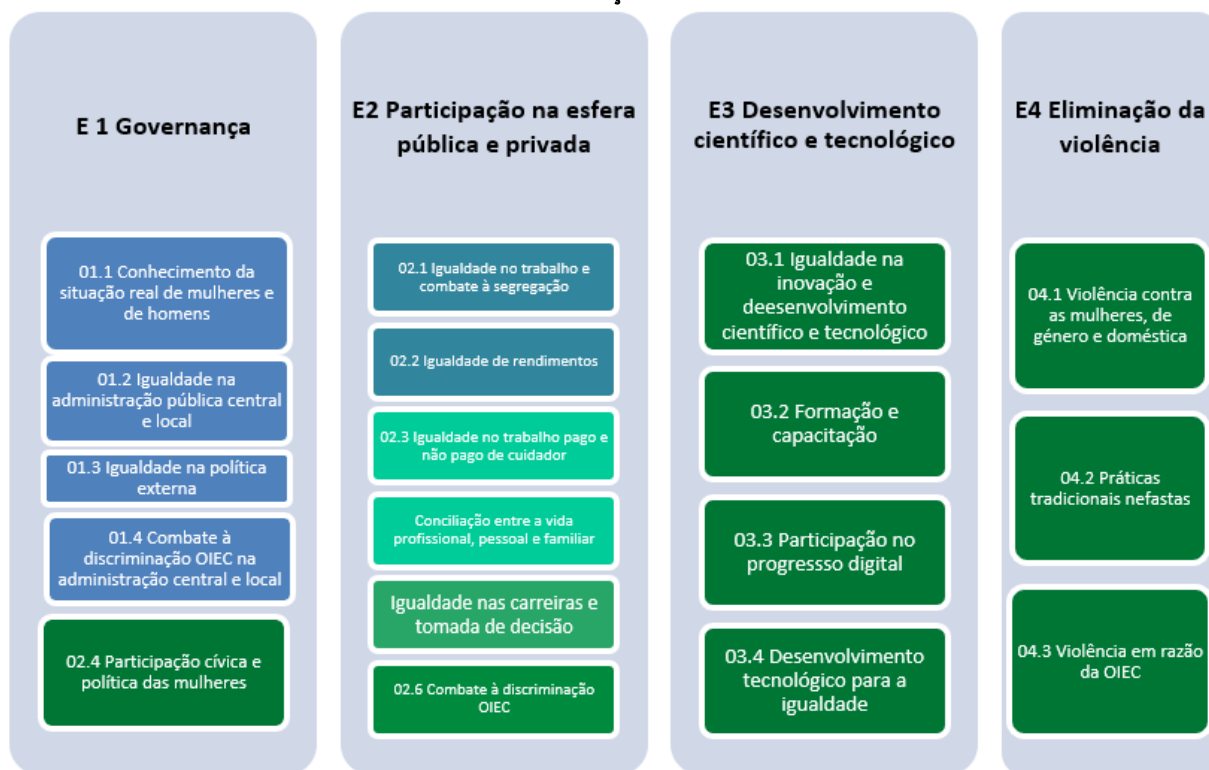 E 1 Governança
01.1 Conhecimento da
situação real de mulheres e
de homens
01.2 Igualdade na
administração pública central
e local
01.3 Igualdade na política
externa
01.4 Combate à
discriminação OIEC na
administração central e local
02.4 Participação cívica e
política das mulheres
E2 Participação na esfera
pública e privada
02.1 Igualdade no trabalho e
combate à segregação
02.2 Igualdade de rendimentos
02.3 Igualdade no trabalho pago e
não pago de cuidador
Conciliação entre a vida
profissional, pessoal e familiar
Igualdade nas carreiras e
tomada de decisão
02.6 Combate à discriminação
OIEC
E3 Desenvolvimento
científico e tecnológico
03.1 Igualdade na
inovação e
deesenvolvimento
científico e tecnológico
03.2 Formação e
capacitação
03.3 Participação no
progressso digital
03.4 Desenvolvimento
tecnológico para a
igualdade
E4 Eliminação da
violência
04.1 Violência contra
as mulheres, de
género e doméstica
04.2 Práticas
tradicionais nefastas
04.3 Violência em razão
da OIEC